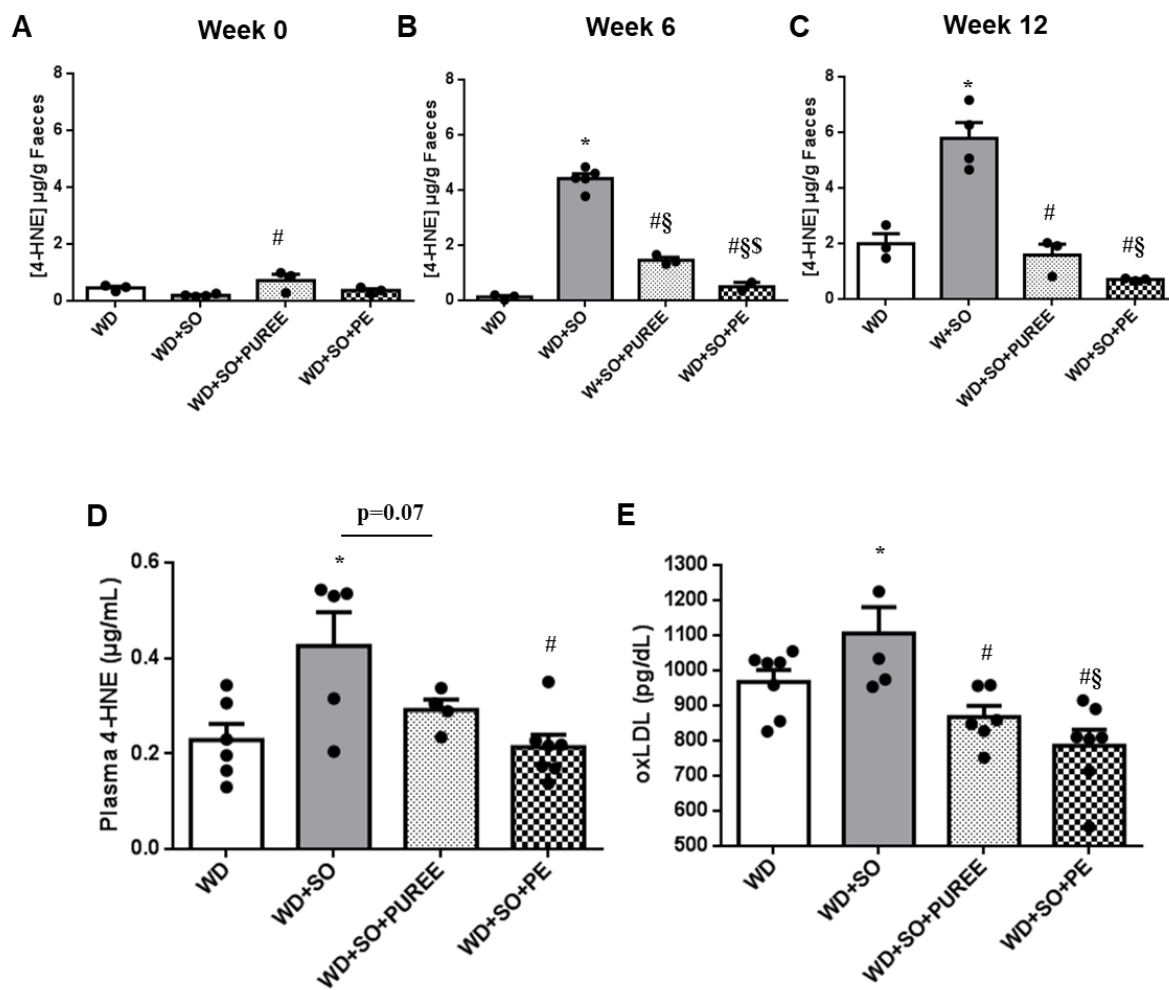 A
Week 0
B
Week 6
C
Week 12
[4-HNE] µg/g Faeces
8
6
4
2
0
#
WD
WD+SO
WD+SO+PUREE
WD+SO+PE
[4-HNE] µg/g Faeces
8
6
4
2
0
*
#§
#§$
WD
WD+SO
W+SO+PUREE
WD+SO+PE
[4-HNE] µg/g Faeces
8
6
4
2
0
*
#
#§
WD
W+SO
WD+SO+PUREE
WD+SO+PE
D
p=0.07
Plasma 4-HNE (µg/mL)
0.6
0.4
0.2
0.0
*
#
WD
WD+SO
WD+SO+PUREE
WD+SO+PE
E
oxLDL (pg/dL)
1300
1200
1100
1000
900
800
700
600
500
*
#
#§
WD
WD+SO
WD+SO+PUREE
WD+SO+PE